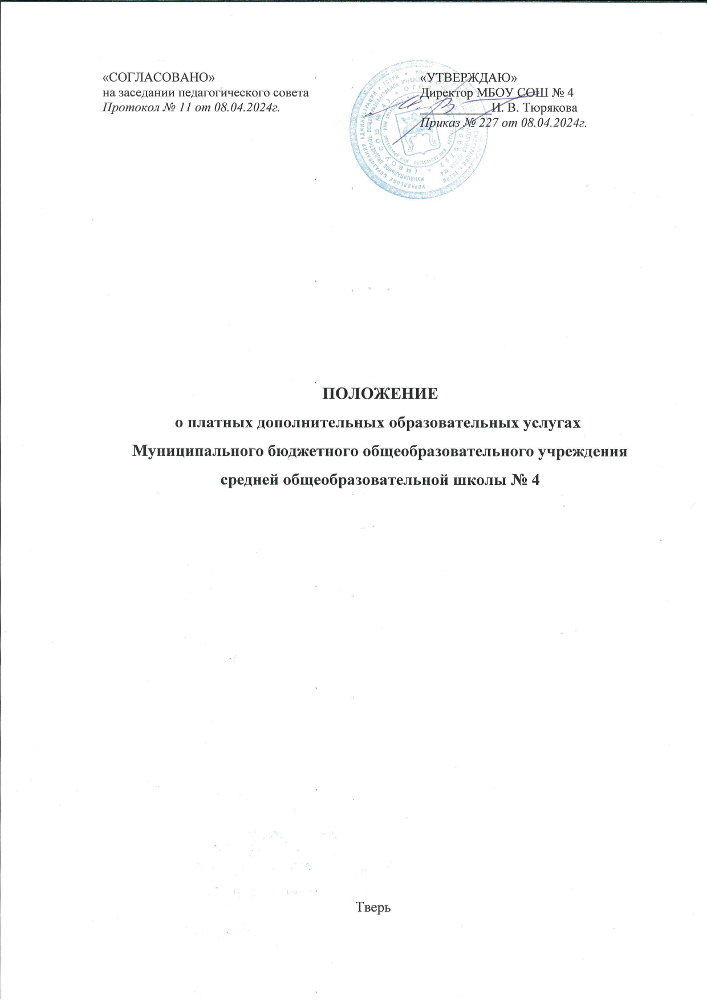 «СОГЛАСОВАНО»
на заседании педагогического совета
Протокол № 11 от 08.04.2024г.
«УТВЕРЖДАЮ»
Директор МБОУ СОШ № 4
___________И. В. Тюрякова
Приказ № 227 от 08.04.2024г.
ПОЛОЖЕНИЕ
о платных дополнительных образовательных услугах
Муниципального бюджетного общеобразовательного учреждения
средней общеобразовательной школы № 4
Тверь